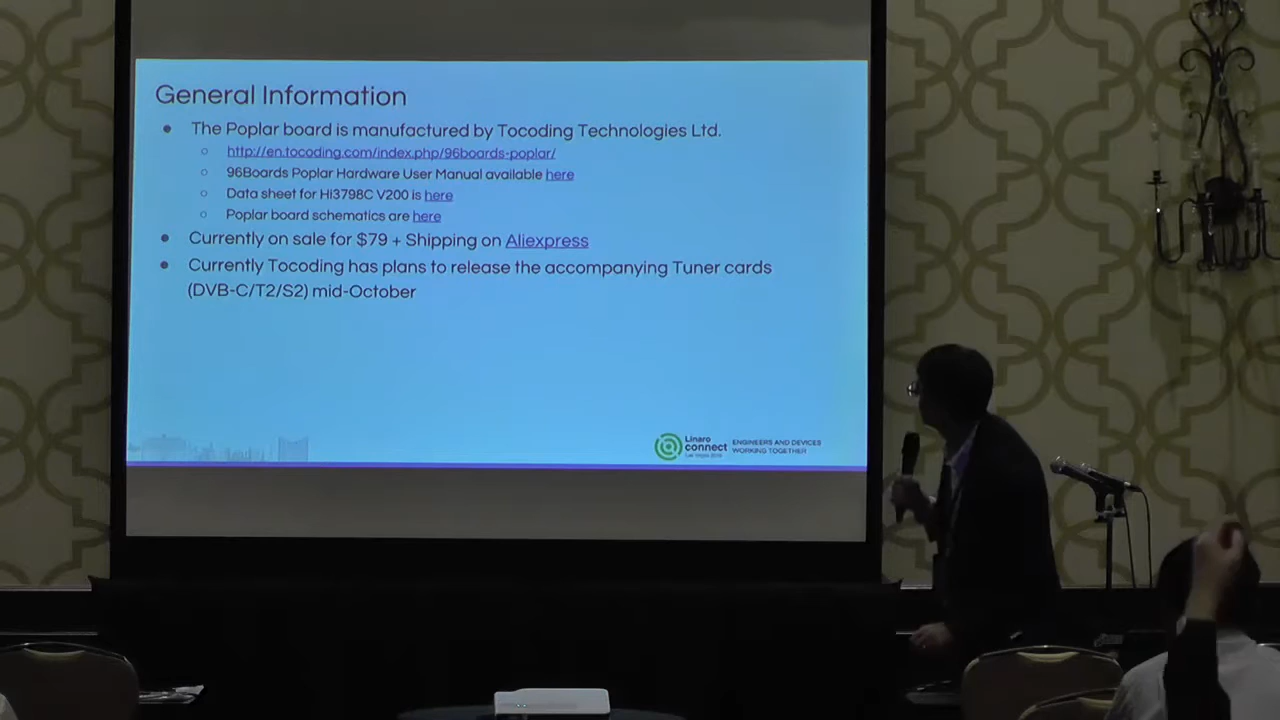 General Information
The Poplar board is manufactured by Tocoding Technologies Ltd.
http://en.tocoding.com/index.php/96boards-poplar/
96Boards Poplar Hardware User Manual available here
Data sheet for Hi3798C V200 is here
Poplar board schematics are here
Currently on sale for $79 + Shipping on Aliexpress
Currently Tocoding has plans to release the accompanying Tuner cards
(DVB-C/T2/S2) mid-October
Linaro
connect
Las Vegas 2016
ENGINEERS AND DEVICES
WORKING TOGETHER